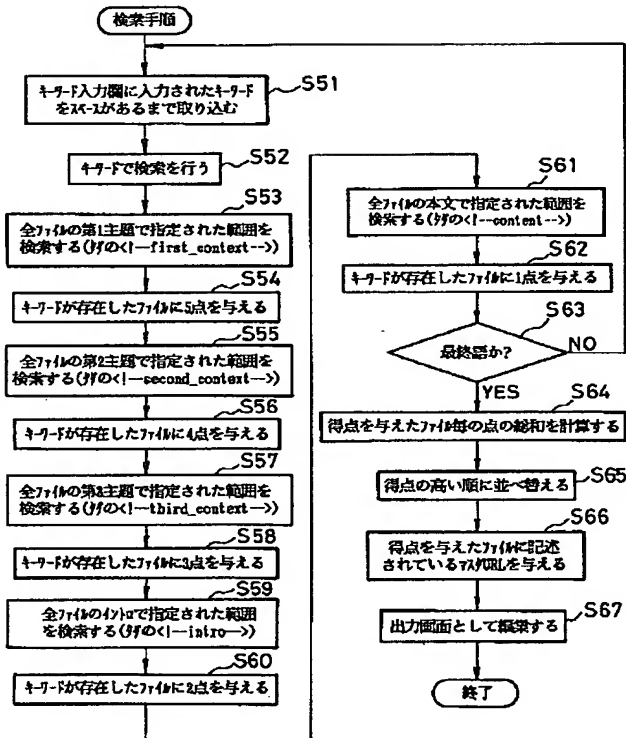 検索手順
S51
キーワード入力欄に入力されたキーワード
をスペースがあるまで取り込む
S52
キーワードで検索を行う
S53
全ファイルの第1主題で指定された範囲を
検索する(タグの<!--first_context-->)
S54
キーワードが存在したファイルに5点を与える
S55
全ファイルの第2主題で指定された範囲を
検索する(タグの<!--second_context-->)
S56
キーワードが存在したファイルに4点を与える
S57
全ファイルの第3主題で指定された範囲を
検索する(タグの<!--third_context-->)
S58
キーワードが存在したファイルに3点を与える
S59
全ファイルのイントロで指定された範囲
を検索する(タグの<!--intro-->)
S60
キーワードが存在したファイルに2点を与える
S61
全ファイルの本文で指定された範囲を
検索する(タグの<!--content-->)
S62
キーワードが存在したファイルに1点を与える
S63
最終語か?
NO
YES
S64
得点を与えたファイル毎の点の総和を計算する
S65
得点の高い順に並べ替える
S66
得点を与えたファイルに記述
されているマスタURLを与える
S67
出力画面として編集する
終了